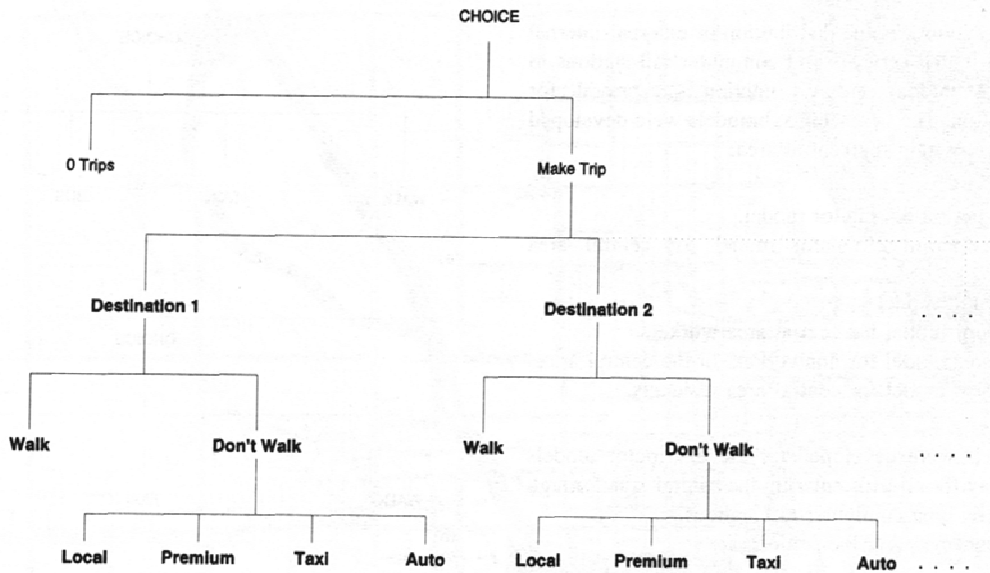 CHOICE
0 Trips
Make Trip
Destination 1
Destination 2
. . . .
Walk
Don't Walk
Walk
Don't Walk
. . . .
Local
Premium
Taxi
Auto
Local
Premium
Taxi
Auto
. . . .